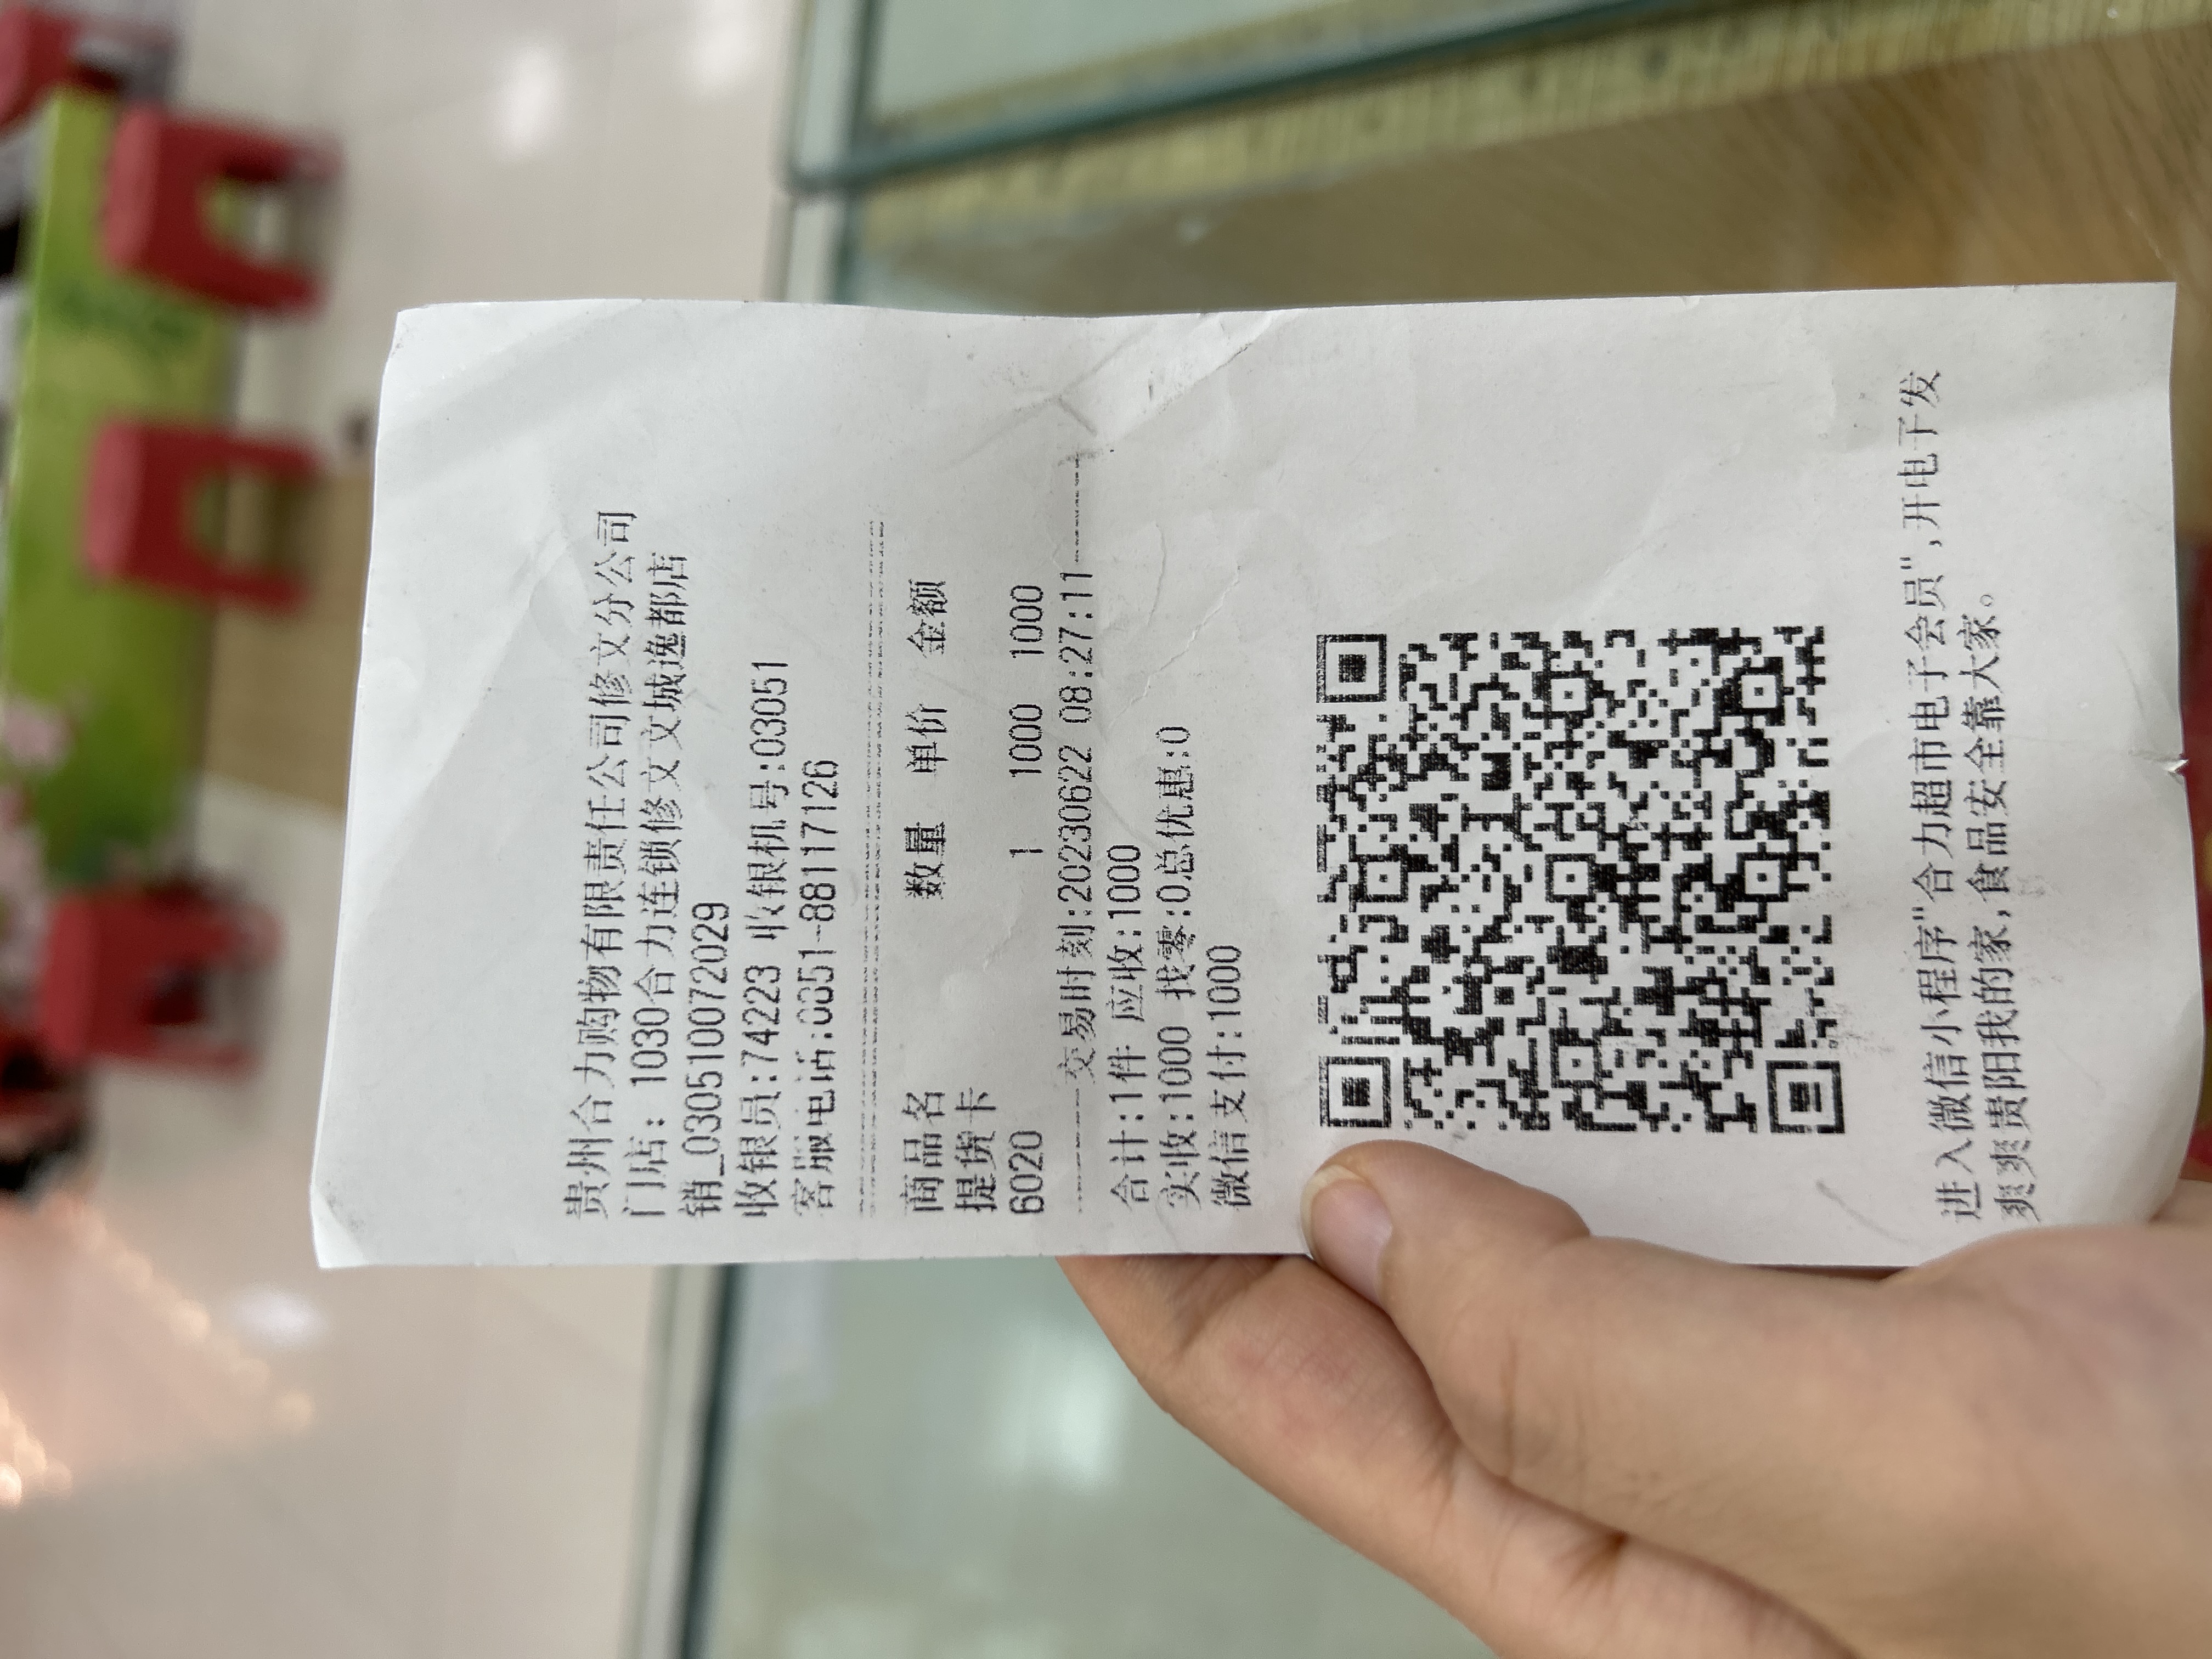 贵州合力购物有限责任公司修文分公司
门店: 1030合力连锁修文文城逸都店
销_030510072029
收银员:74223 收银机号:03051
客服电话:0851-88117126
商品名 数量 单价 金额
提货卡
6020 1 1000 1000
交易时刻:20230622 08:27:11
合计:1件 应收:1000
实收:1000 找零:0总优惠:0
微信支付:1000
进入微信小程序"合力超市电子会员",开电子发
爽爽贵阳我的家,食品安全靠大家。